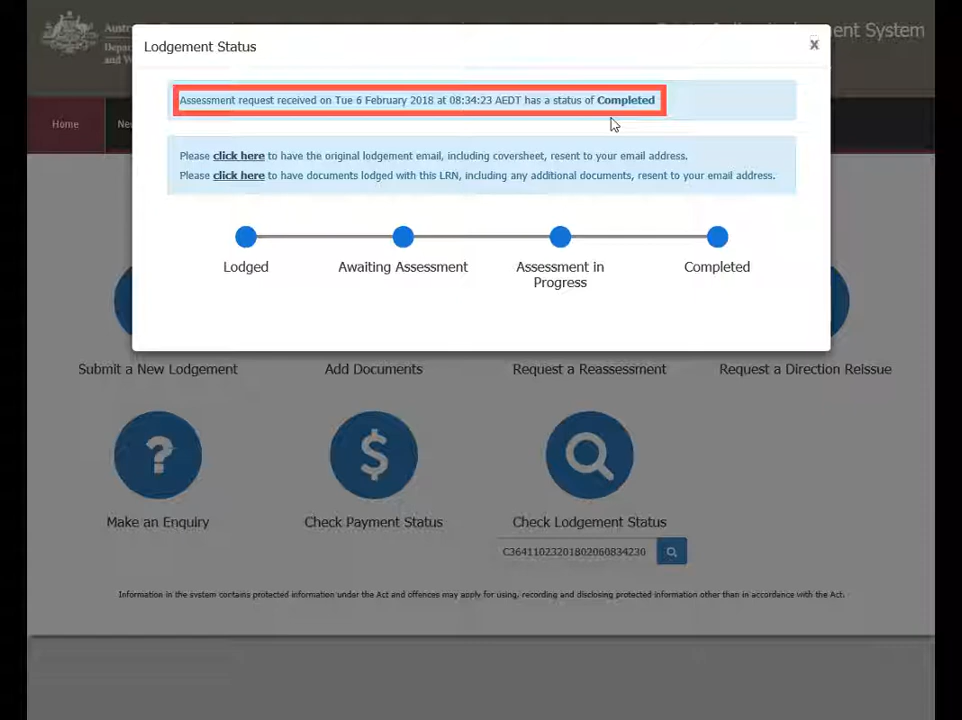 Lodgement Status
x
Assessment request received on Tue 6 February 2018 at 08:34:23 AEDT has a status of Completed
Please click here to have the original lodgement email, including coversheet, resent to your email address.
Please click here to have documents lodged with this LRN, including any additional documents, resent to your email address.
Lodged
Awaiting Assessment
Assessment in
Progress
Completed
ent System
Home
Submit a New Lodgement
Add Documents
Request a Reassessment
Request a Direction Reissue
?
$
Make an Enquiry
Check Payment Status
Check Lodgement Status
C36411023201802060834230
Information in the system contains protected information under the Act and offences may apply for using, recording and disclosing protected information other than in accordance with the Act.